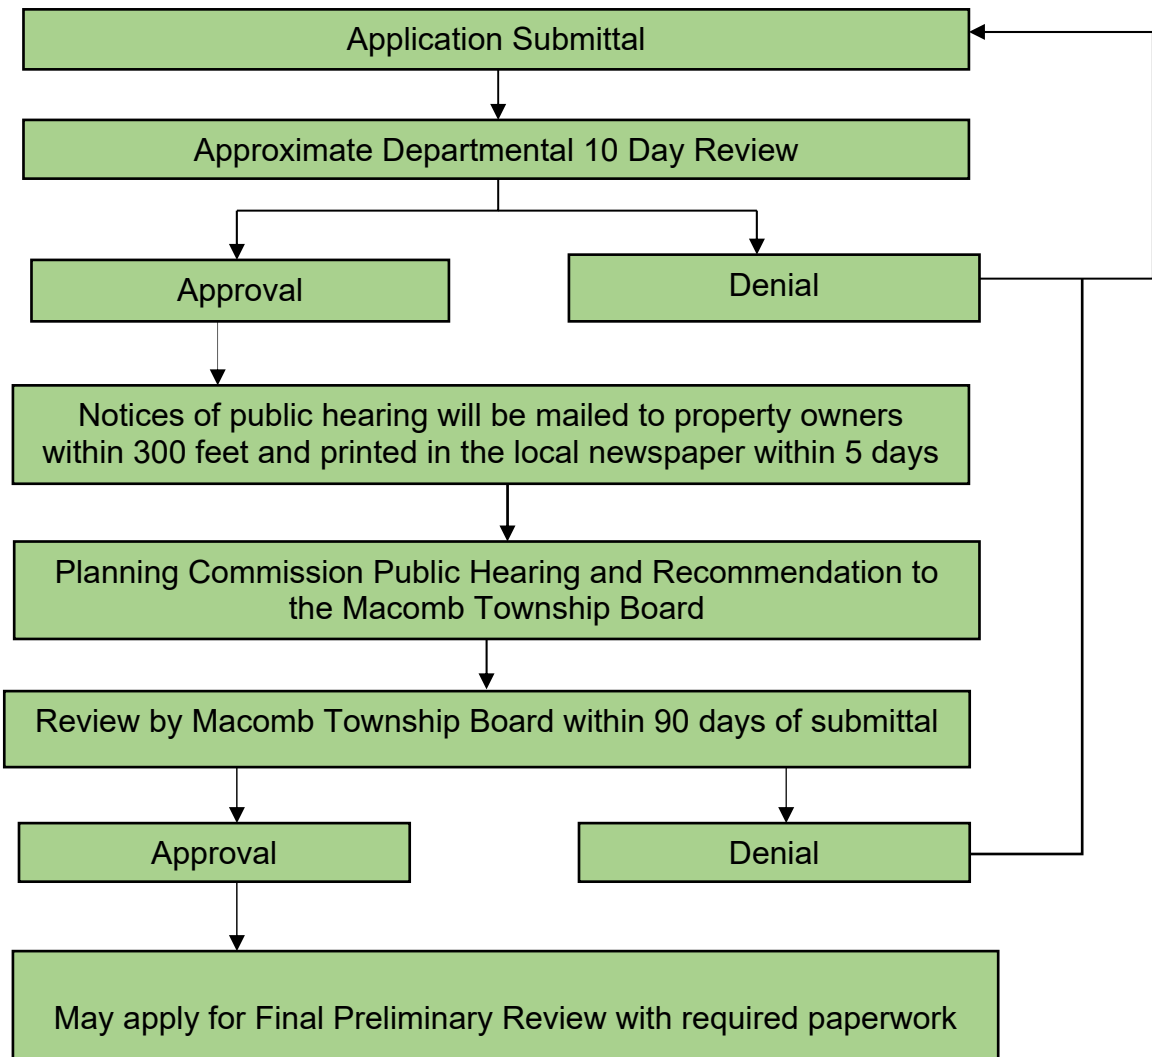 Application Submittal
Approximate Departmental 10 Day Review
Approval
Denial
Notices of public hearing will be mailed to property owners
within 300 feet and printed in the local newspaper within 5 days
Planning Commission Public Hearing and Recommendation to
the Macomb Township Board
Review by Macomb Township Board within 90 days of submittal
Approval
Denial
May apply for Final Preliminary Review with required paperwork